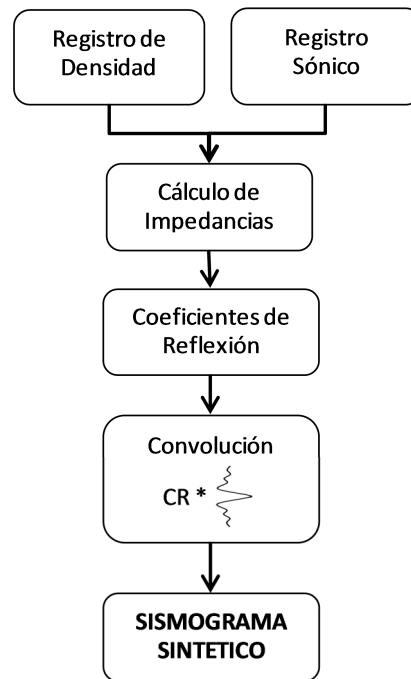 Registro de
Densidad
Registro
Sónico
Cálculo de
Impedancias
Coeficientes de
Reflexión
Convolución
CR *
SISMOGRAMA
SINTETICO